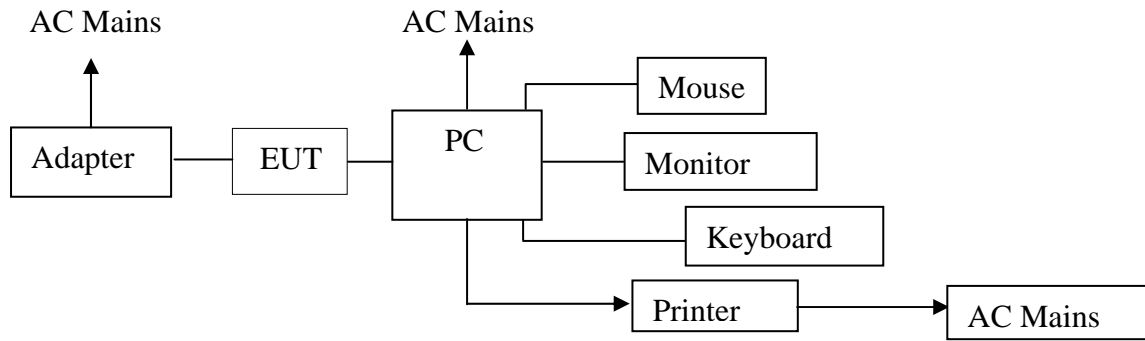 AC Mains
AC Mains
Mouse
PC
Adapter
EUT
Monitor
Keyboard
Printer
AC Mains